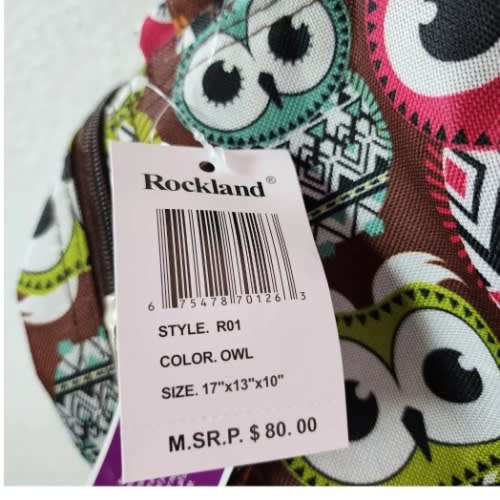 Rockland®
6 75478 70126 3
STYLE. R01
COLOR. OWL
SIZE. 17"x13"x10"
M.SR.P. $ 80. 00